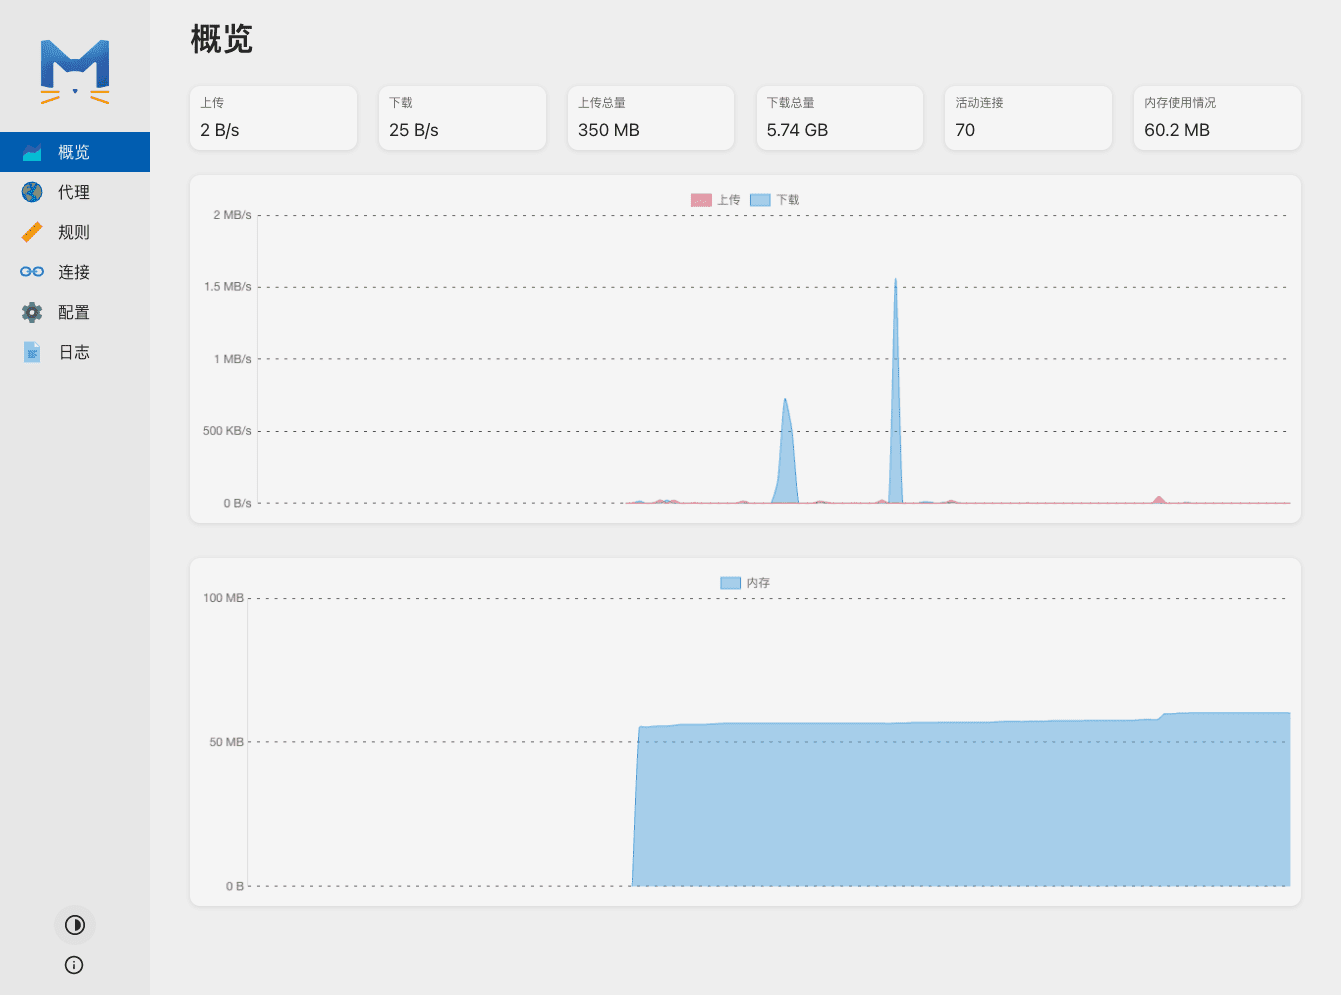 概览
代理
规则
连接
配置
日志
概览
上传
2 B/s
下载
25 B/s
上传总量
350 MB
下载总量
5.74 GB
活动连接
70
内存使用情况
60.2 MB
上传 下载
2 MB/s
1.5 MB/s
1 MB/s
500 KB/s
0 B/s
内存
100 MB
50 MB
0 B